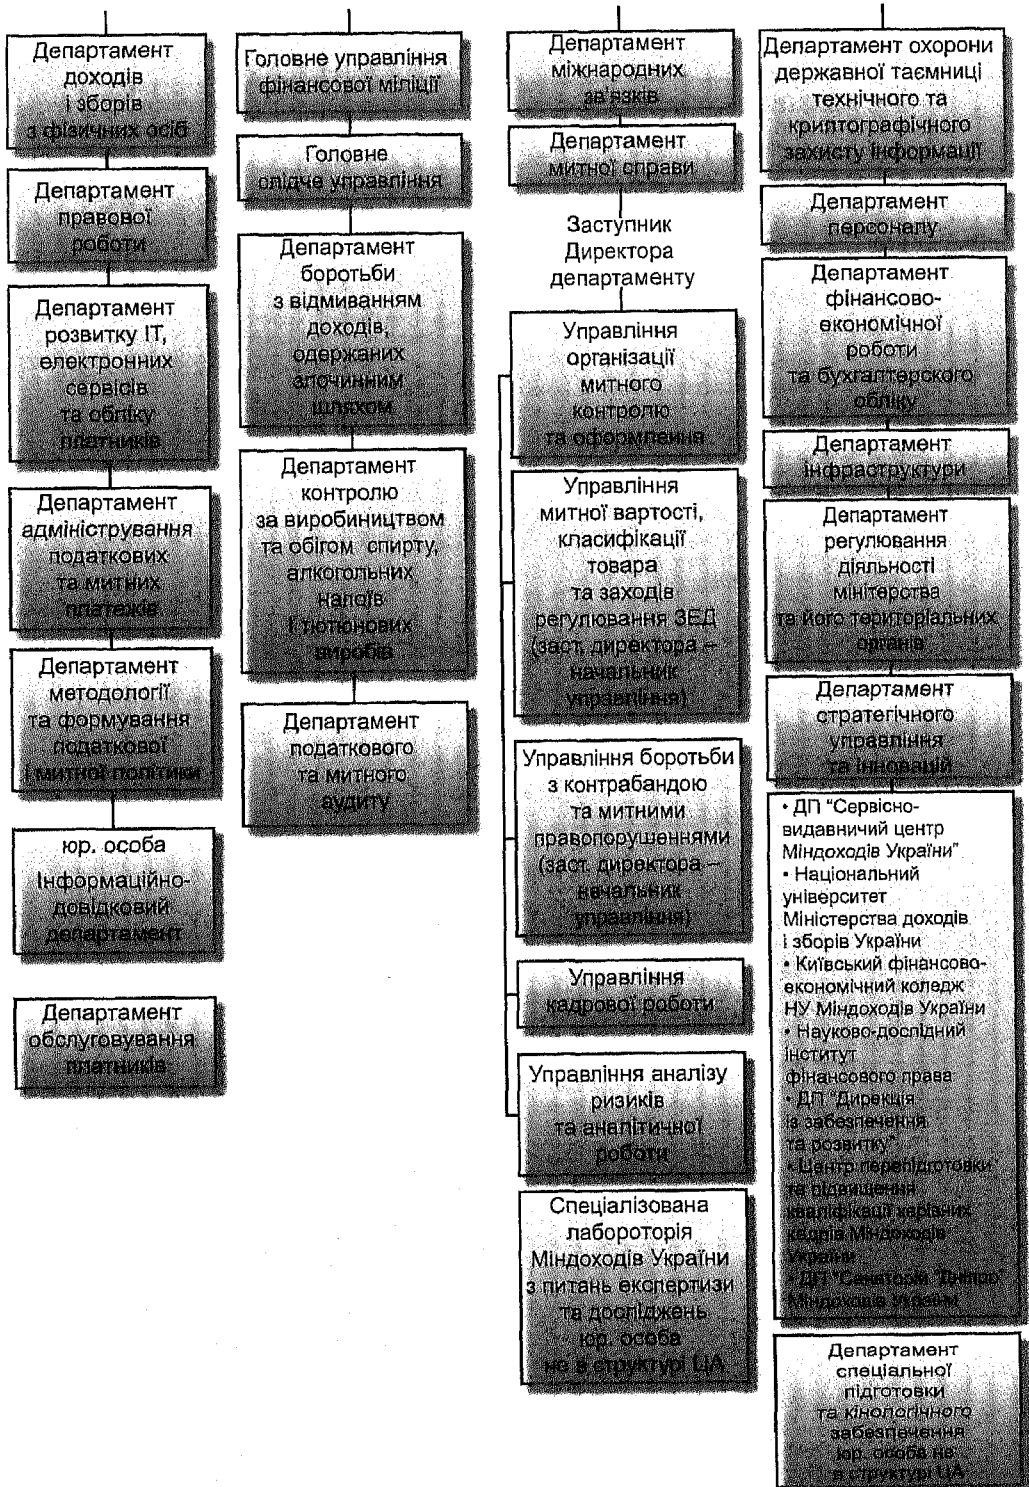 Департамент
доходів
і зборів
з фізичних осіб
Департамент
правової
роботи
Департамент
розвитку ІТ,
електронних
сервісів
та обліку
платників
Департамент
адміністрування
податкових
та митних
платежів
Департамент
методології
та формування
податкової
і митної політики
юр. особа
Інформаційно-
довідковий
департамент
Департамент
обслуговування
платників
Головне управління
фінансової міліції
Головне
слідче управління
Департамент
боротьби
з відмиванням
доходів,
одержаних
злочинним
шляхом
Департамент
контролю
за виробиництвом
та обігом спирту,
алкогольних
напоїв
і тютюнових
виробів
Департамент
податкового
та митного
аудиту
Департамент
міжнародних
зв'язків
Департамент
митної справи
Заступник
Директора
департаменту
Управління
організації
митного
контролю
та оформлення
Управління
митної вартості,
класифікації
товара
та заходів
регулювання ЗЕД
(заст. директора –
начальник
управління)
Управління боротьби
з контрабандою
та митними
правопорушеннями
(заст. директора –
начальник
управління)
Управління
кадрової роботи
Управління аналізу
ризиків
та аналітичної
роботи
Спеціалізована
лабороторія
Міндоходів України
з питань експертизи
та досліджень
юр. особа
не в структурі ЦА
Департамент охорони
державної таємниці
технічного та
криптографічного
захисту інформації
Департамент
персоналу
Департамент
фінансово-
економічної
роботи
та бухгалтерского
обліку
Департамент
інфраструктури
Департамент
регулювання
діяльності
мінітерства
та його територіальних
органів
Департамент
стратегічного
управління
та інновацій
• ДП "Сервісно-
видавничий центр
Міндоходів України"
• Національний
університет
Міністерства доходів
і зборів України
• Київський фінансово-
економічний коледж
НУ Міндоходів України
• Науково-дослідний
інститут
фінансового права
• ДП "Дирекція
із забезпечення
та розвитку"
• Центр перепідготовки
та підвищення
кваліфікації керівних
кадрів Міндоходів
України
• ДП "Санаторій "Дніпро"
Міндоходів України
Департамент
спеціальної
підготовки
та кінологічного
забезпечення
юр. особа не
в структурі ЦА